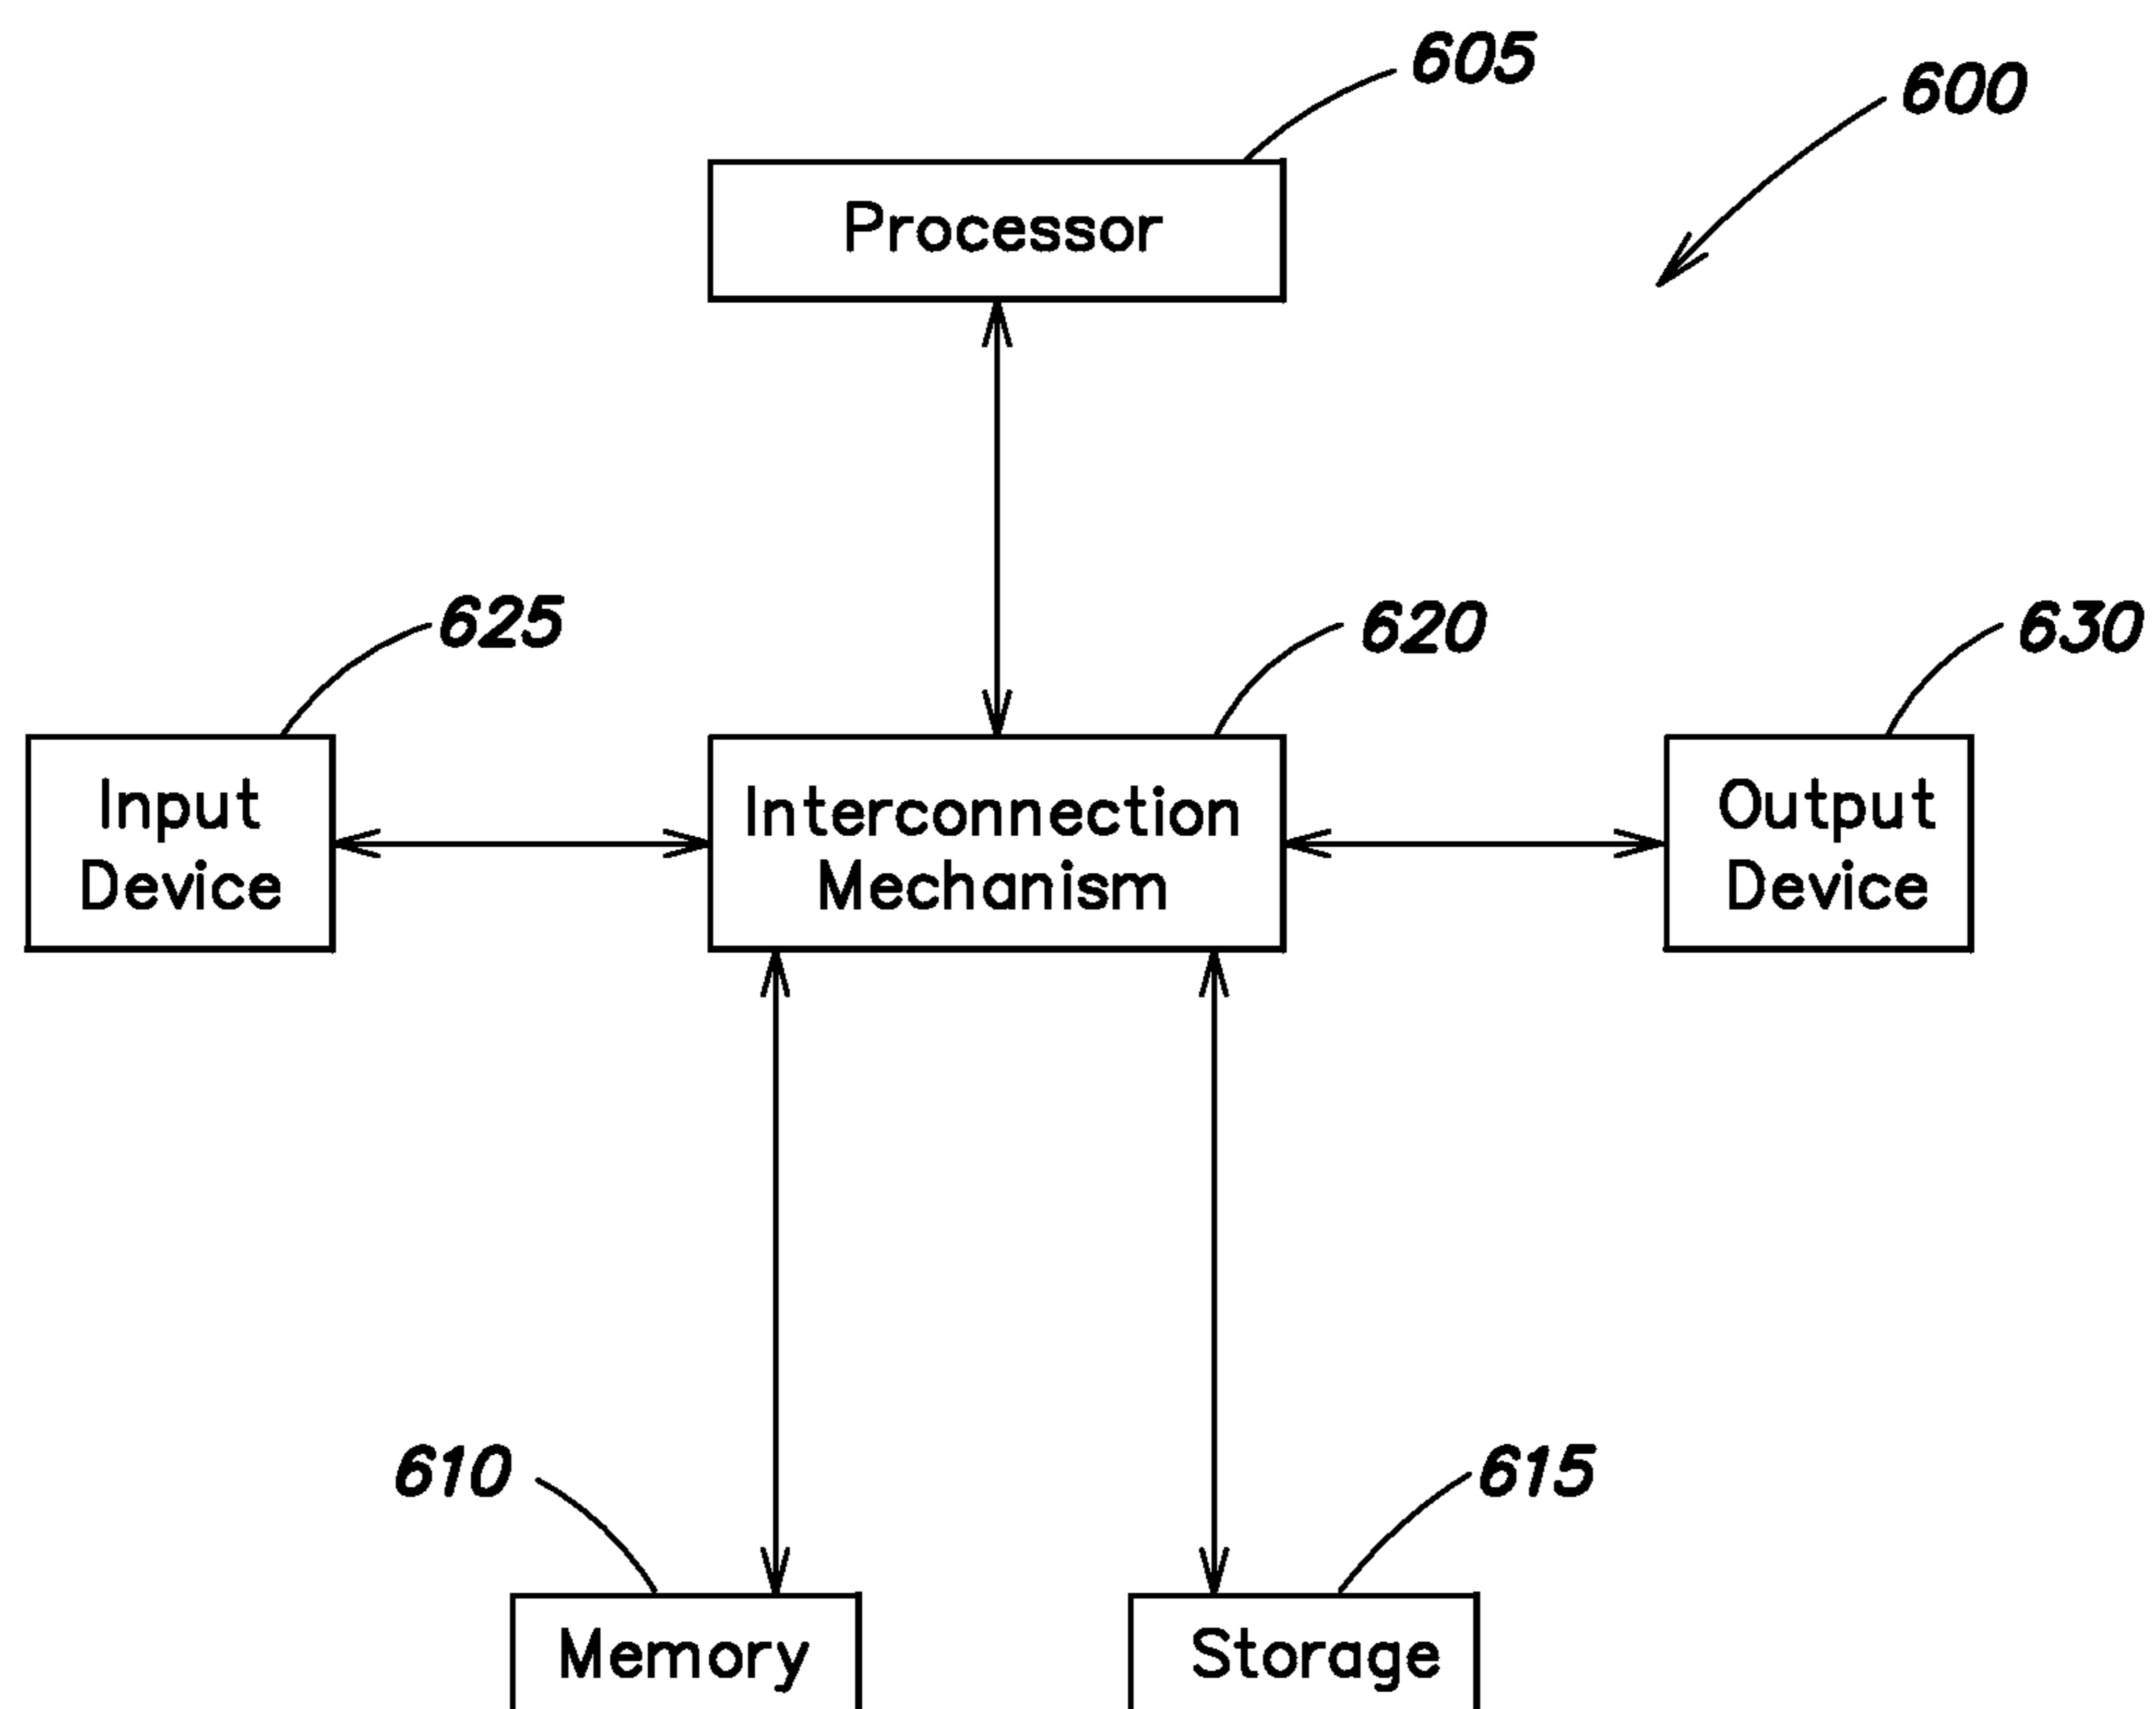 605
600
Processor
625
620
630
Input
Device
Interconnection
Mechanism
Output
Device
610
615
Memory
Storage